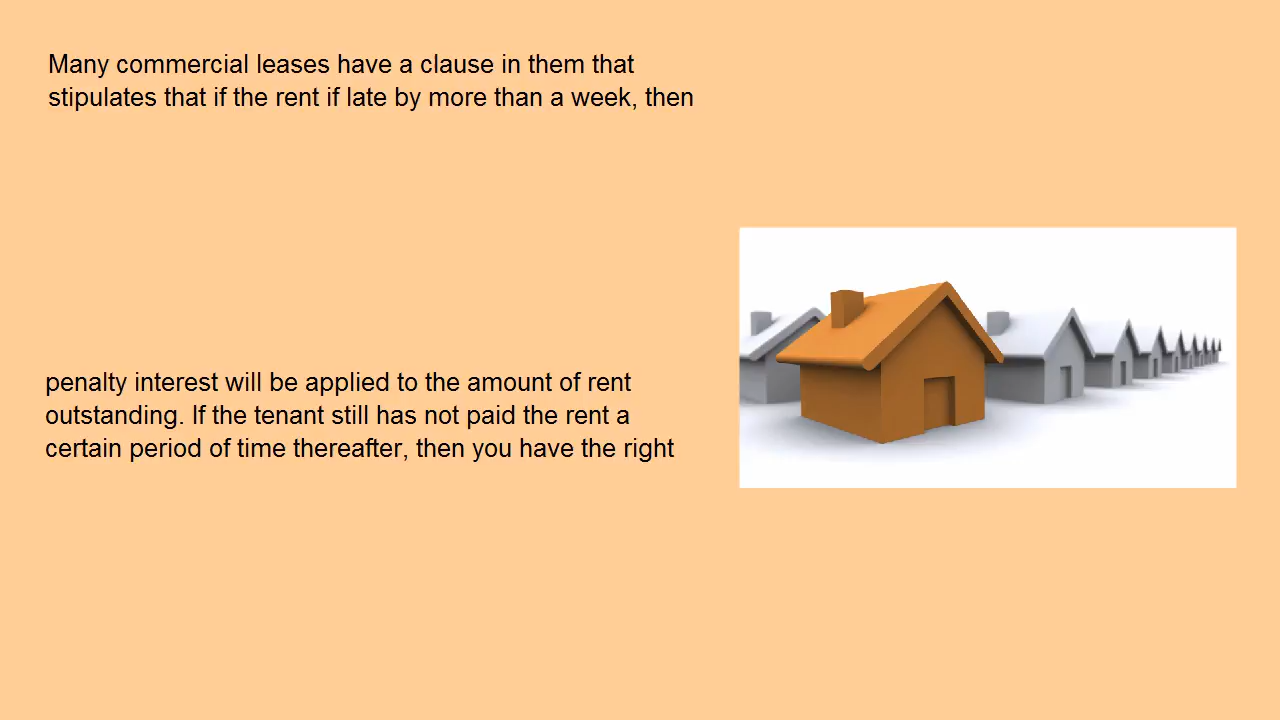 Many commercial leases have a clause in them that
stipulates that if the rent if late by more than a week, then
penalty interest will be applied to the amount of rent
outstanding. If the tenant still has not paid the rent a
certain period of time thereafter, then you have the right